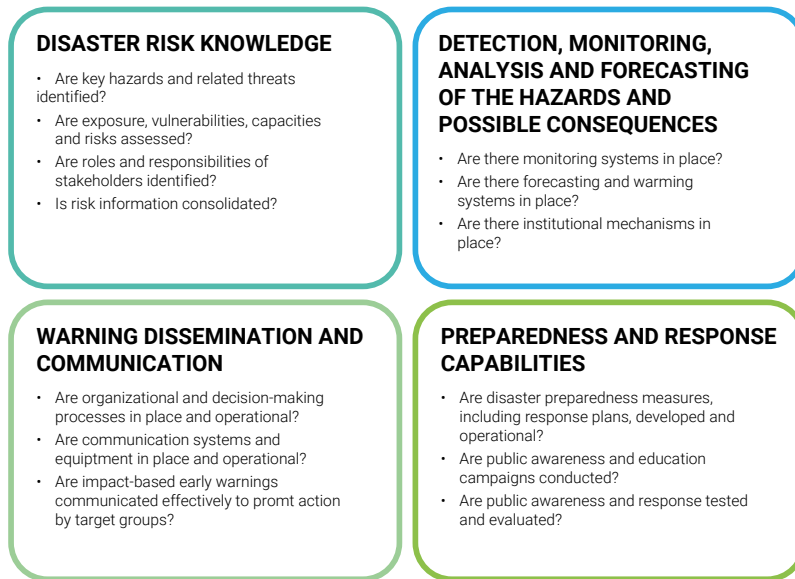 DISASTER RISK KNOWLEDGE
• Are key hazards and related threats
identified?
• Are exposure, vulnerabilities, capacities
and risks assessed?
• Are roles and responsibilities of
stakeholders identified?
• Is risk information consolidated?
DETECTION, MONITORING,
ANALYSIS AND FORECASTING
OF THE HAZARDS AND
POSSIBLE CONSEQUENCES
• Are there monitoring systems in place?
• Are there forecasting and warming
systems in place?
• Are there institutional mechanisms in
place?
WARNING DISSEMINATION AND
COMMUNICATION
• Are organizational and decision-making
processes in place and operational?
• Are communication systems and
equiptment in place and operational?
• Are impact-based early warnings
communicated effectively to promt action
by target groups?
PREPAREDNESS AND RESPONSE
CAPABILITIES
• Are disaster preparedness measures,
including response plans, developed and
operational?
• Are public awareness and education
campaigns conducted?
• Are public awareness and response tested
and evaluated?